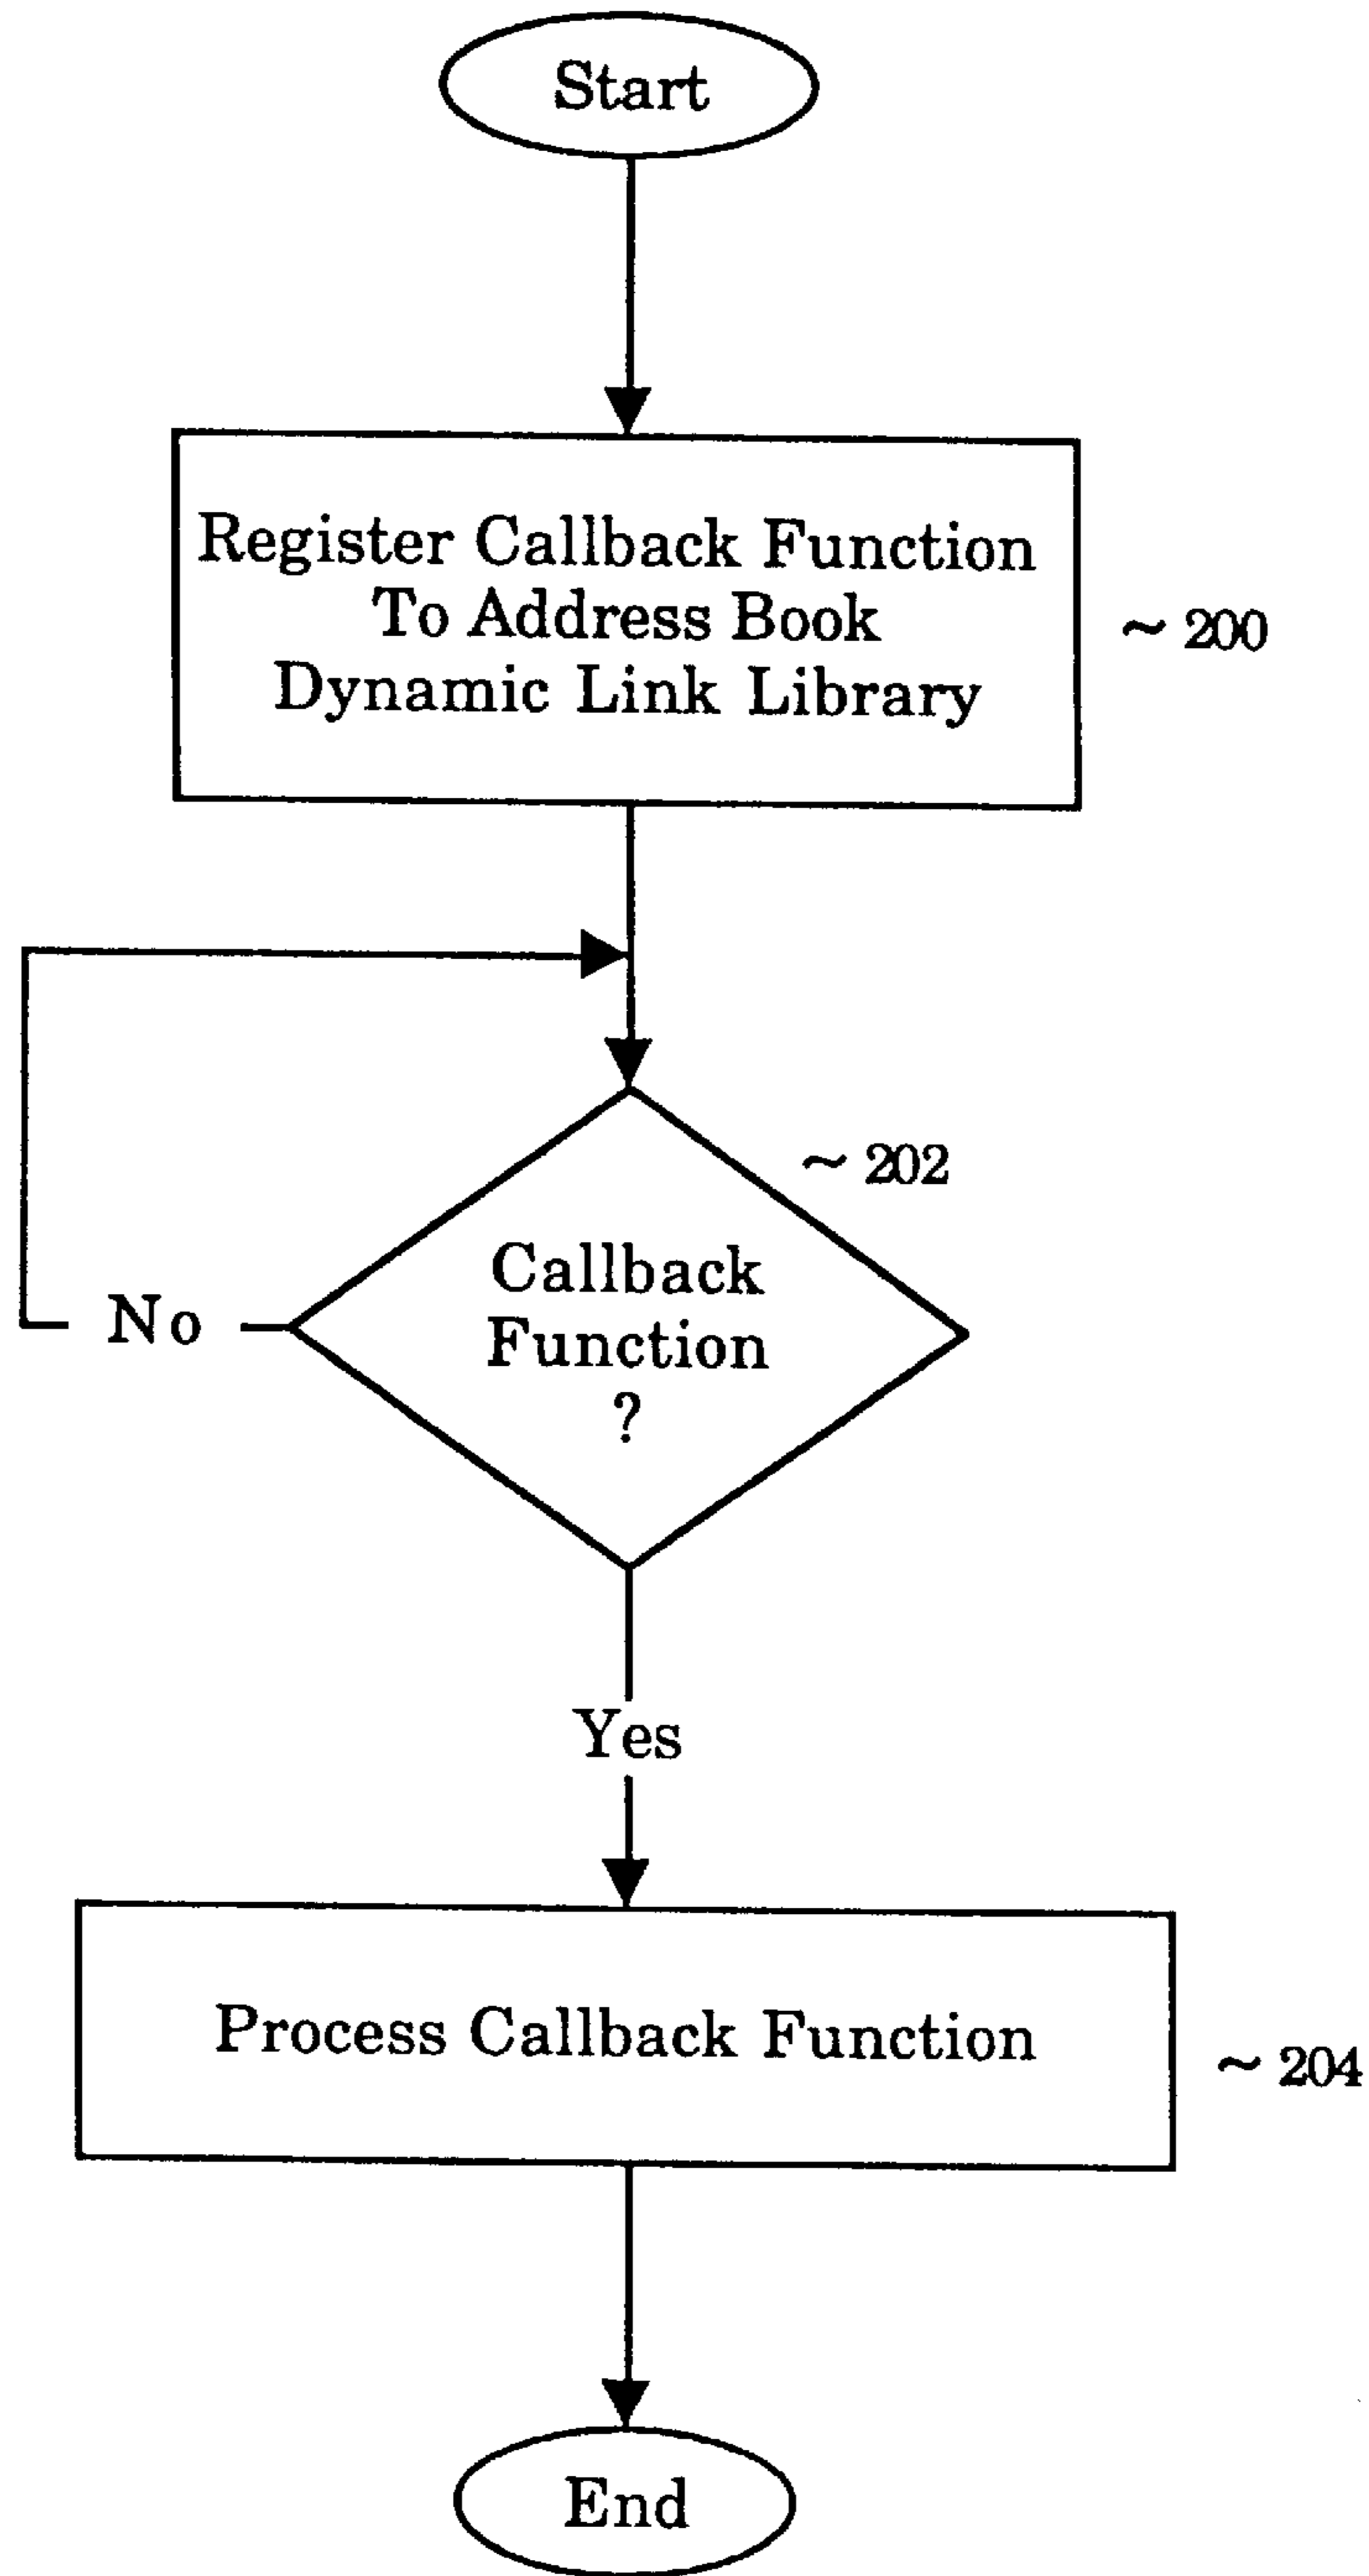 Start
Register Callback Function
To Address Book
Dynamic Link Library
~ 200
~ 202
Callback
Function
?
No
Yes
Process Callback Function
~ 204
End